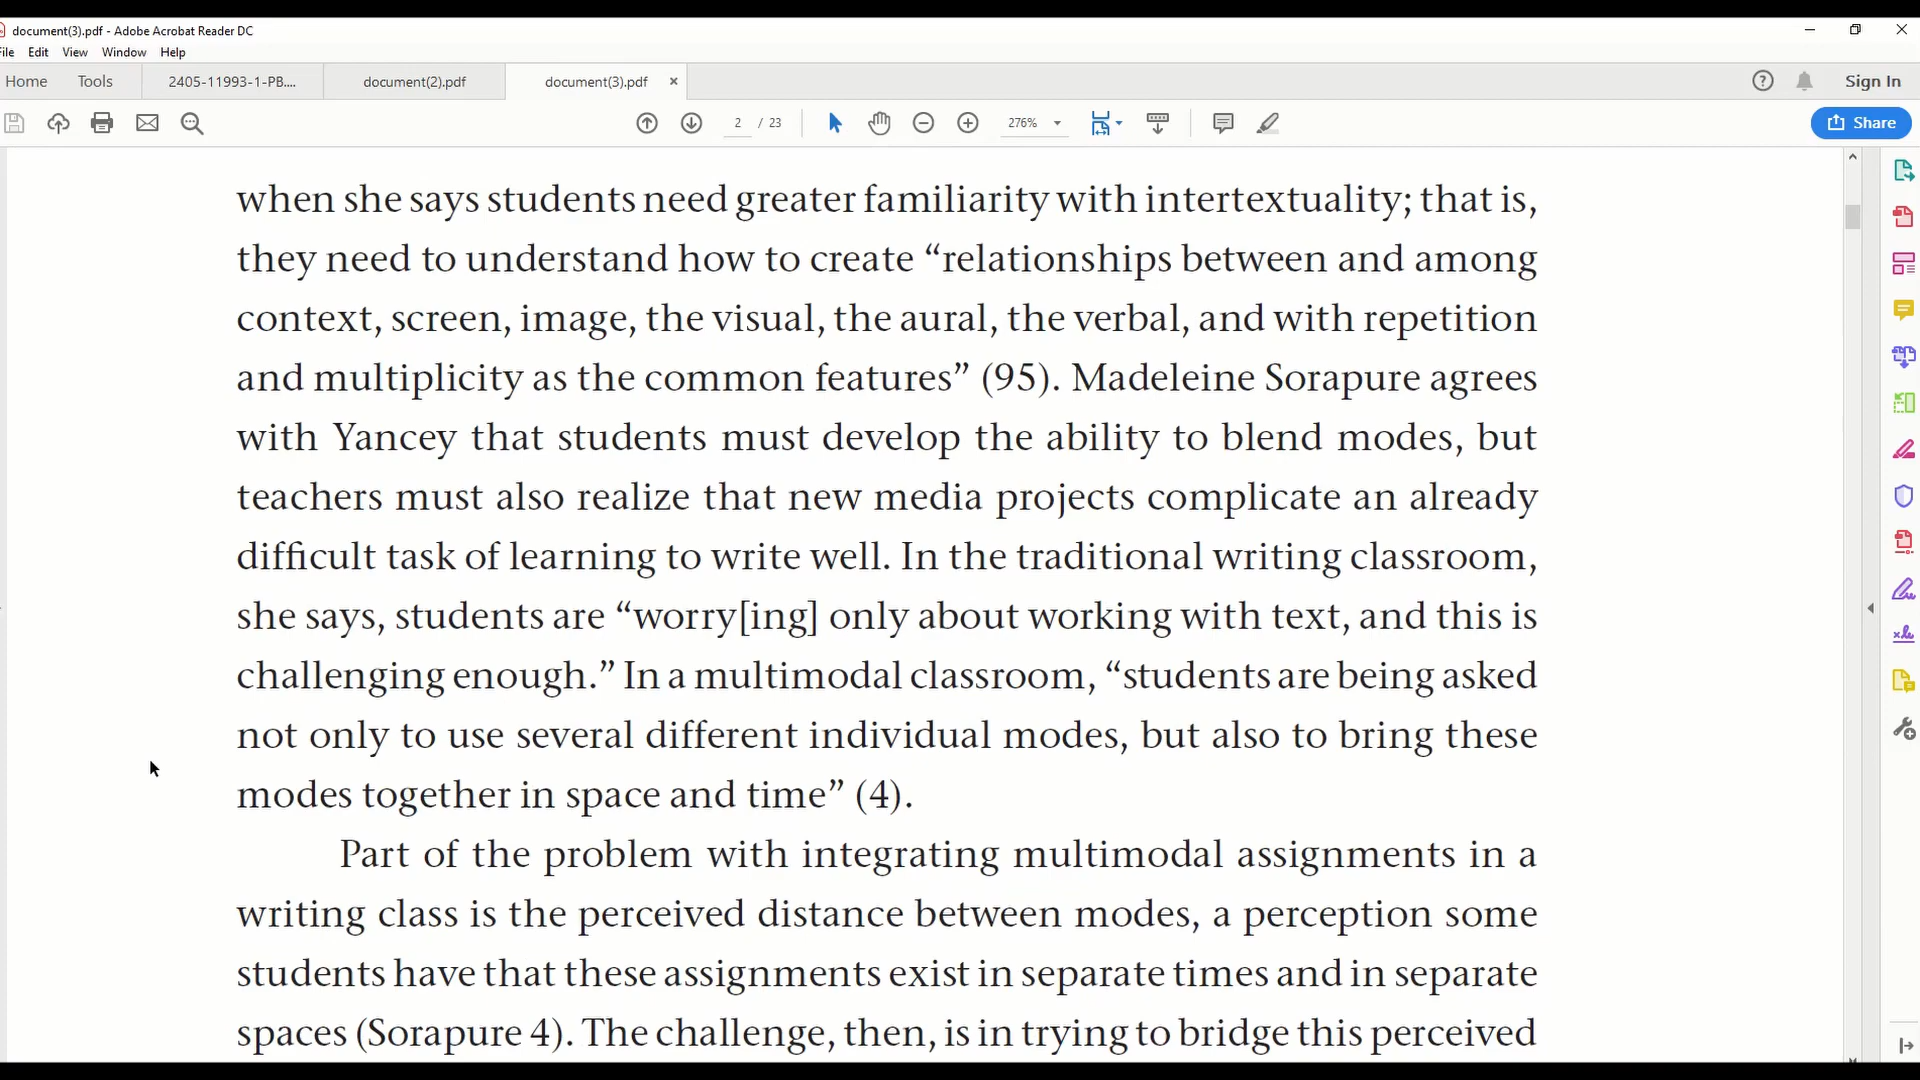 document(3).pdf - Adobe Acrobat Reader DC
File Edit View Window Help
Home Tools 2405-11993-1-PB.... document(2).pdf document(3).pdf × Sign In
2 / 23 276% Share
when she says students need greater familiarity with intertextuality; that is,
they need to understand how to create “relationships between and among
context, screen, image, the visual, the aural, the verbal, and with repetition
and multiplicity as the common features” (95). Madeleine Sorapure agrees
with Yancey that students must develop the ability to blend modes, but
teachers must also realize that new media projects complicate an already
difficult task of learning to write well. In the traditional writing classroom,
she says, students are “worry[ing] only about working with text, and this is
challenging enough.” In a multimodal classroom, “students are being asked
not only to use several different individual modes, but also to bring these
modes together in space and time” (4).
Part of the problem with integrating multimodal assignments in a
writing class is the perceived distance between modes, a perception some
students have that these assignments exist in separate times and in separate
spaces (Sorapure 4). The challenge, then, is in trying to bridge this perceived